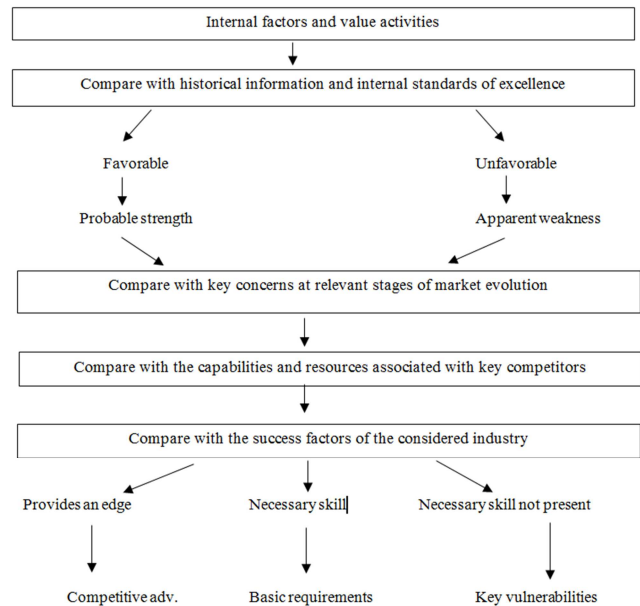 Internal factors and value activities
Compare with historical information and internal standards of excellence
Favorable
Unfavorable
Probable strength
Apparent weakness
Compare with key concerns at relevant stages of market evolution
Compare with the capabilities and resources associated with key competitors
Compare with the success factors of the considered industry
Provides an edge
Necessary skill
Necessary skill not present
Competitive adv.
Basic requirements
Key vulnerabilities